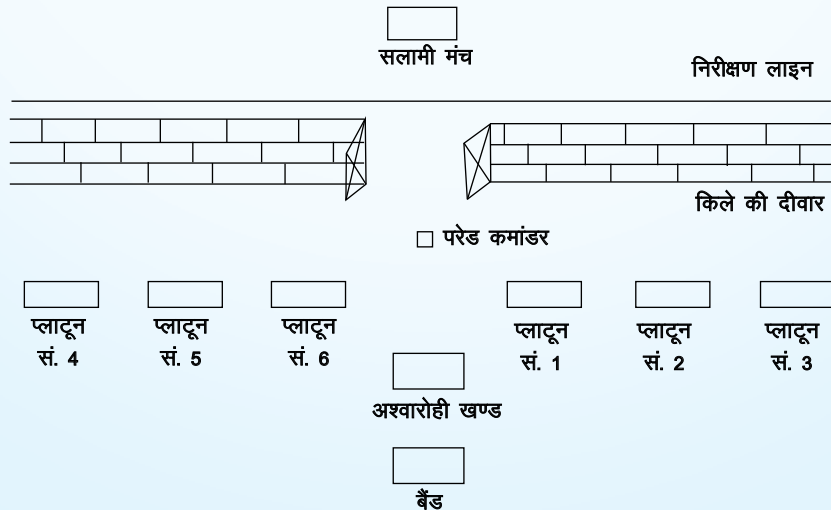 सलामी मंच
निरीक्षण लाइन
किले की दीवार
परेड कमांडर
प्लाटून
सं. 4
प्लाटून
सं. 5
प्लाटून
सं. 6
प्लाटून
सं. 1
प्लाटून
सं. 2
प्लाटून
सं. 3
अश्वारोही खण्ड
बैंड